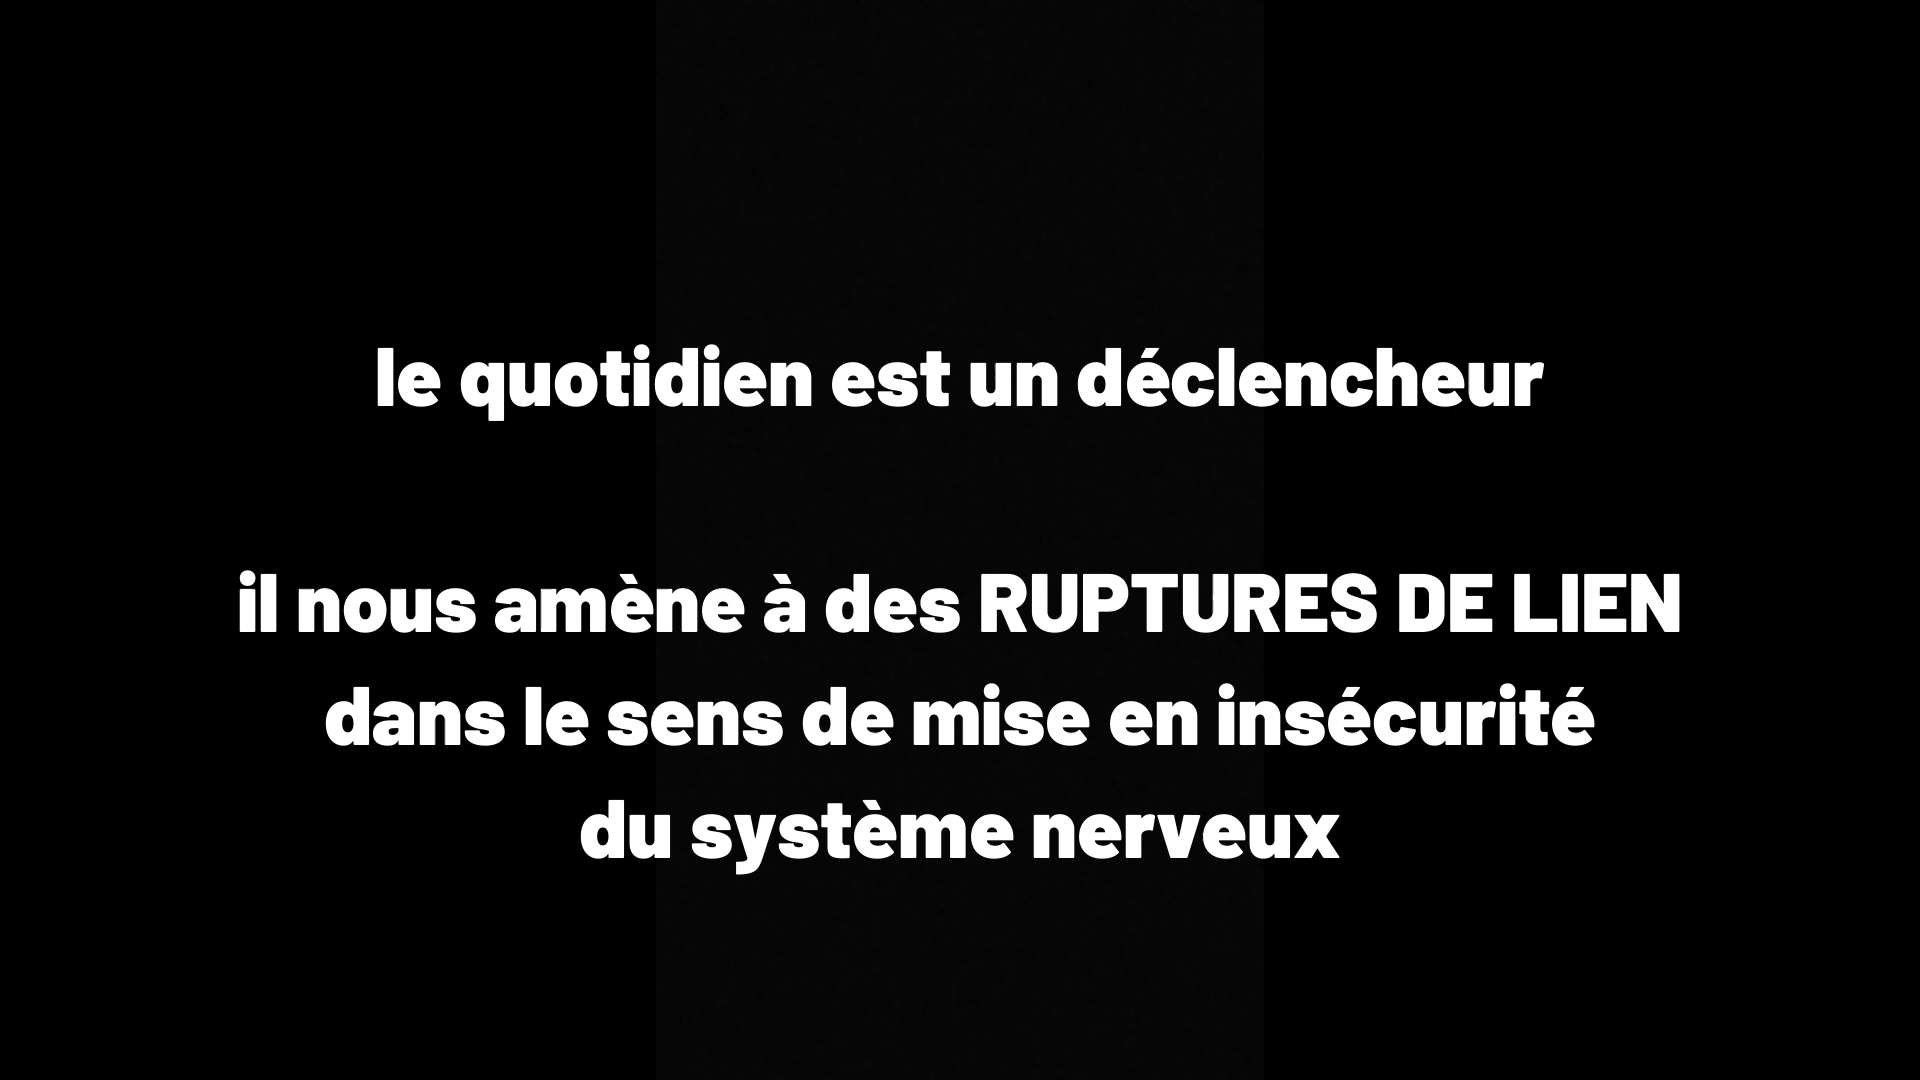 le quotidien est un déclencheur
il nous amène à des RUPTURES DE LIEN
dans le sens de mise en insécurité
du système nerveux